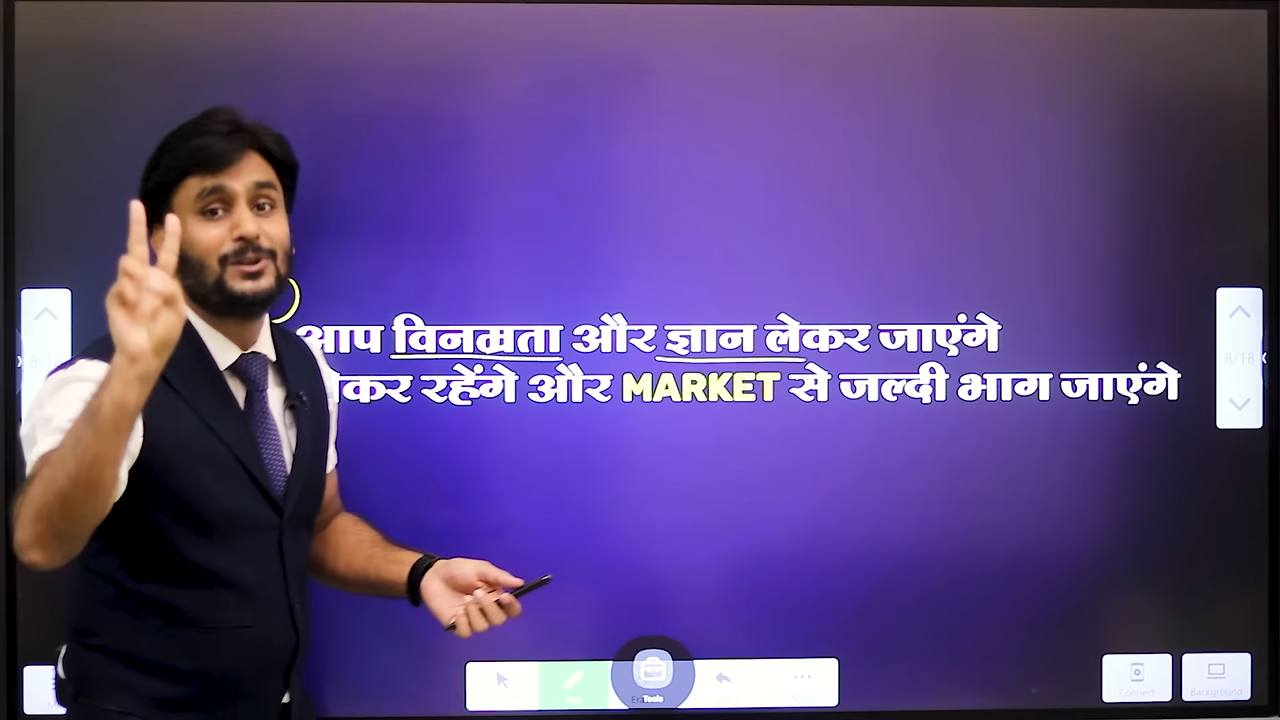 आप विनम्रता और ज्ञान लेकर जाएंगे
रहेंगे और MARKET से जल्दी भाग जाएंगे
8/18
Tools
Connect
Background